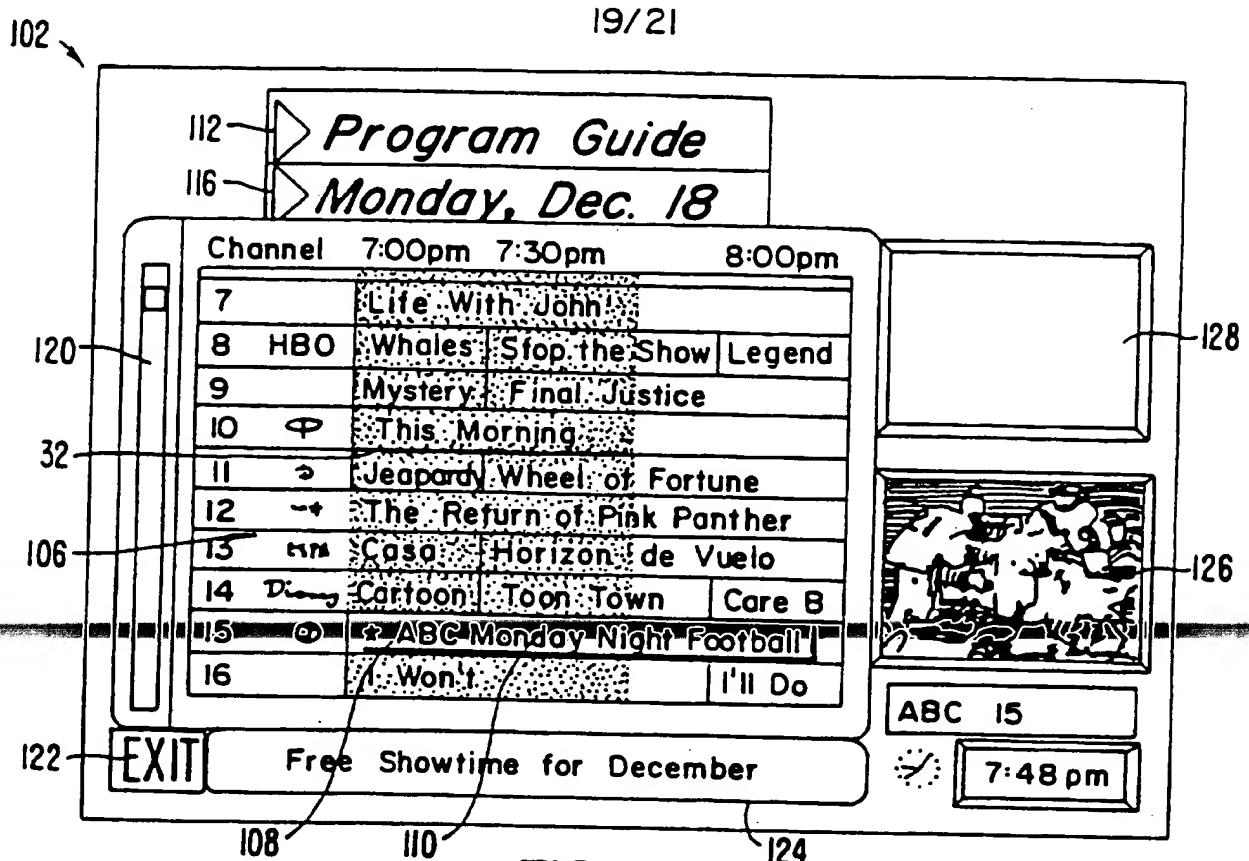 19/21
102
112
Program Guide
116
Monday, Dec. 18
Channel 7:00pm 7:30pm 8:00pm
7 Life With John
120
8 HBO Whales Stop the Show Legend
128
9 Mystery Final Justice
10 This Morning
32
11 Jeopardy Wheel of Fortune
12 The Return of Pink Panther
106
13 Casa Horizon de Vuelo
126
14 Disney Cartoon Toon Town Care B
15 ABC Monday Night Football
16 I Won't I'll Do
ABC 15
122
EXIT
Free Showtime for December
7:48pm
108
110
124